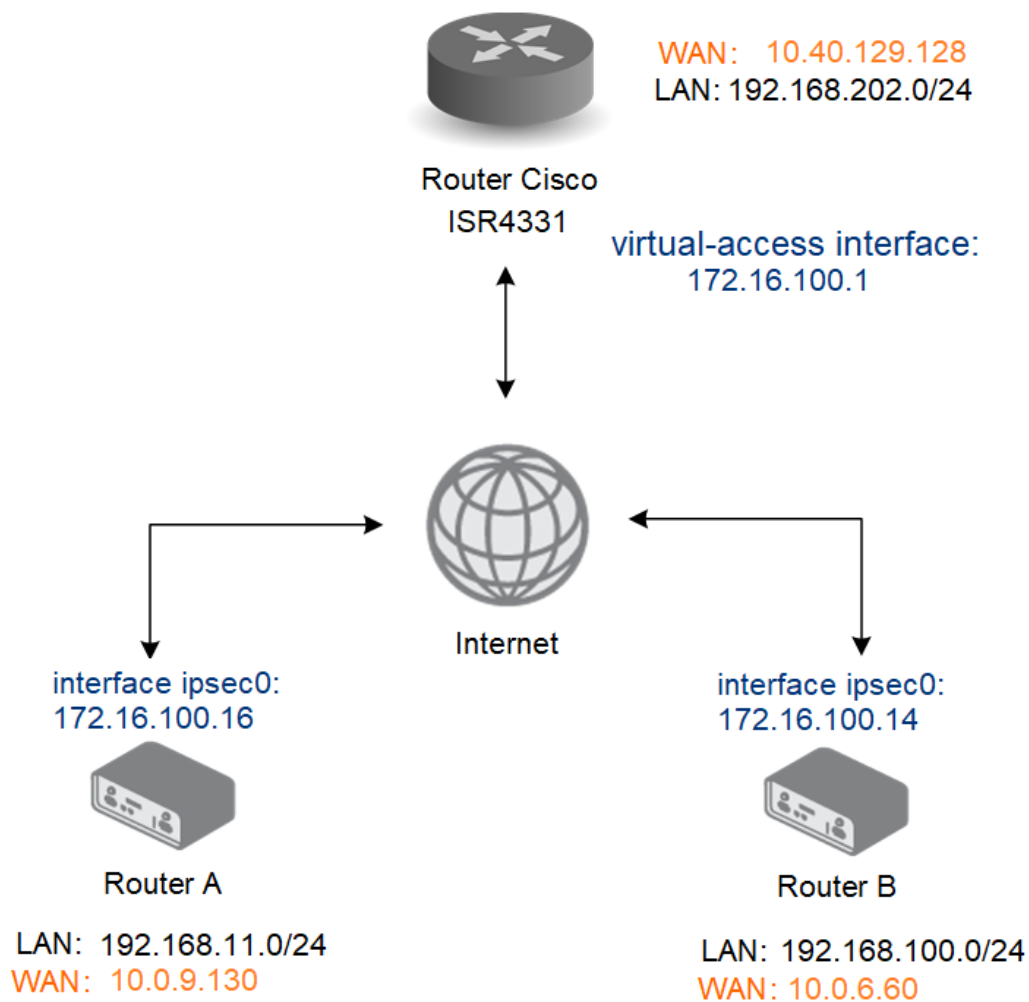 WAN: 10.40.129.128
LAN: 192.168.202.0/24
Router Cisco
ISR4331
virtual-access interface:
172.16.100.1
Internet
interface ipsec0:
172.16.100.16
Router A
LAN: 192.168.11.0/24
WAN: 10.0.9.130
interface ipsec0:
172.16.100.14
Router B
LAN: 192.168.100.0/24
WAN: 10.0.6.60